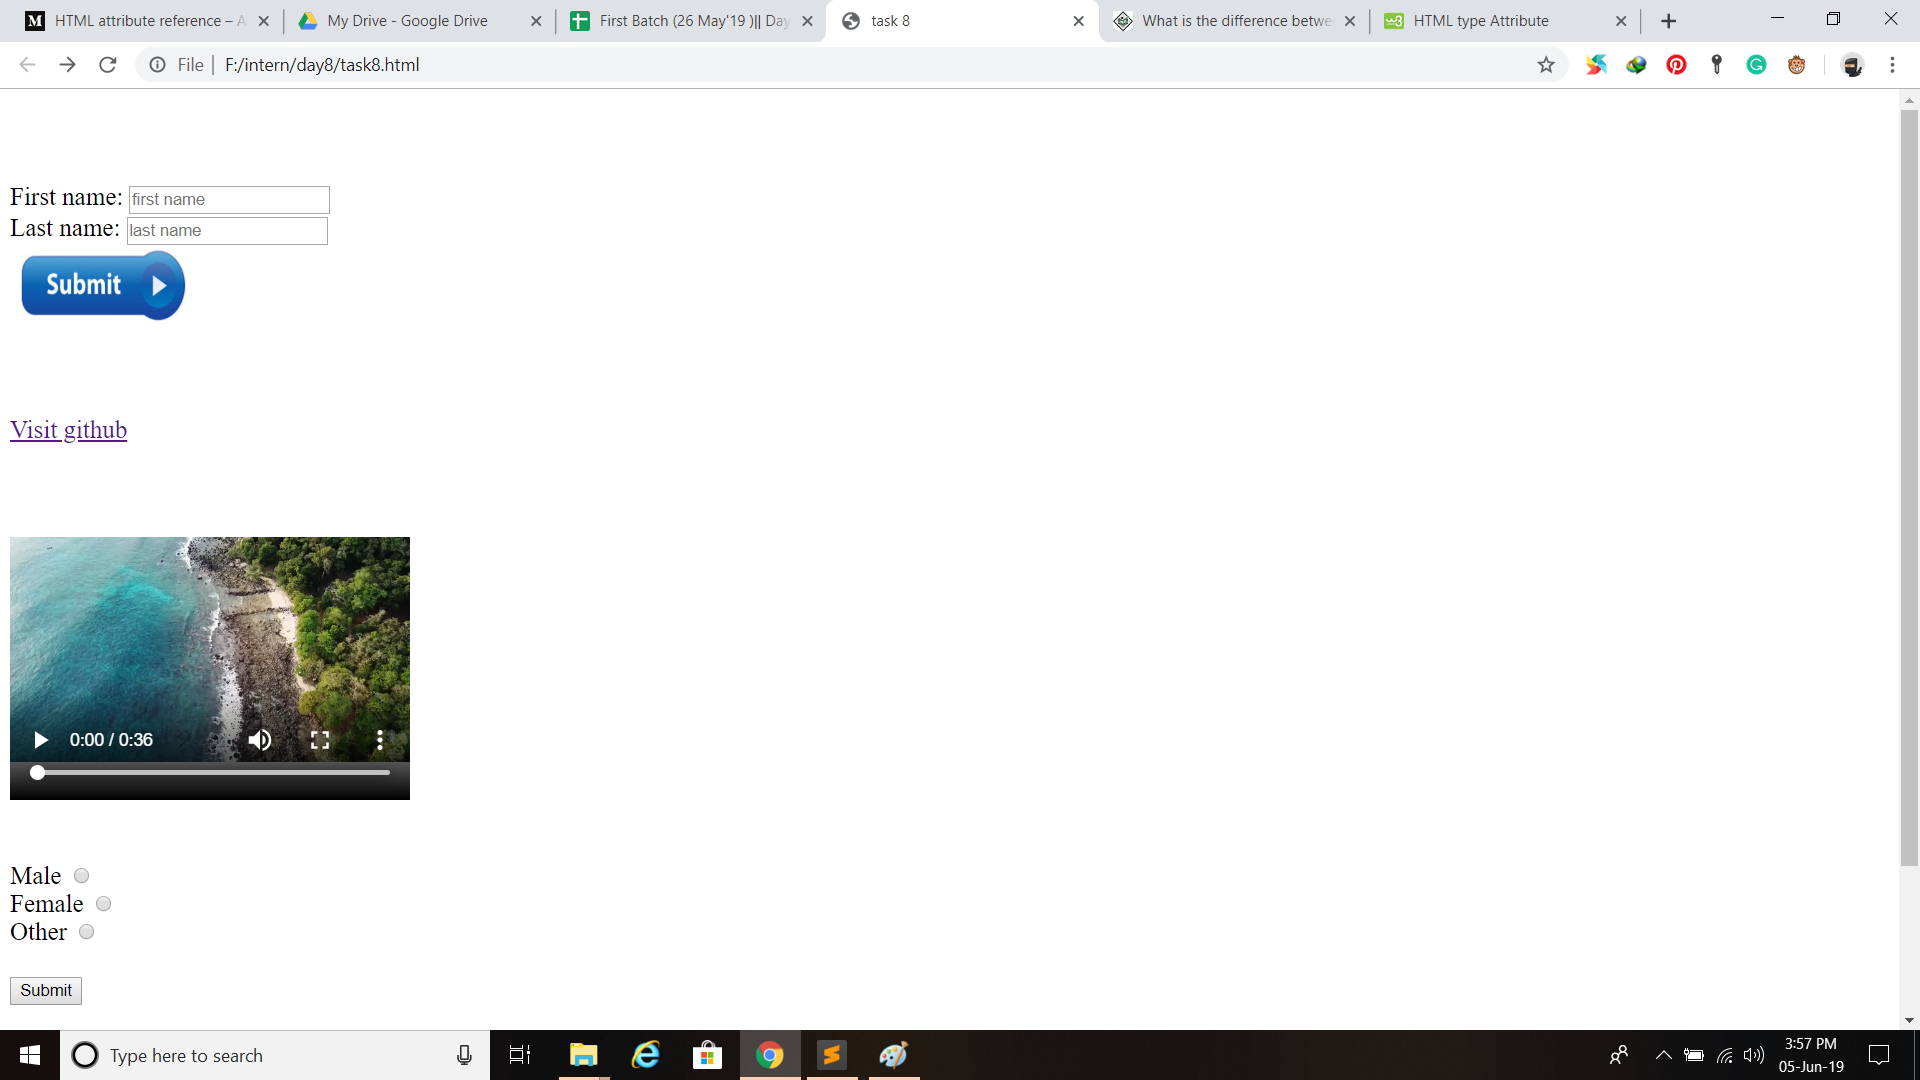 HTML attribute reference – A
My Drive - Google Drive
First Batch (26 May'19 )|| Day
task 8
What is the difference betwe
HTML type Attribute
File | F:/intern/day8/task8.html
First name: first name
Last name: last name
Submit
Visit github
0:00 / 0:36
Male
Female
Other
Submit
Type here to search
3:57 PM
05-Jun-19